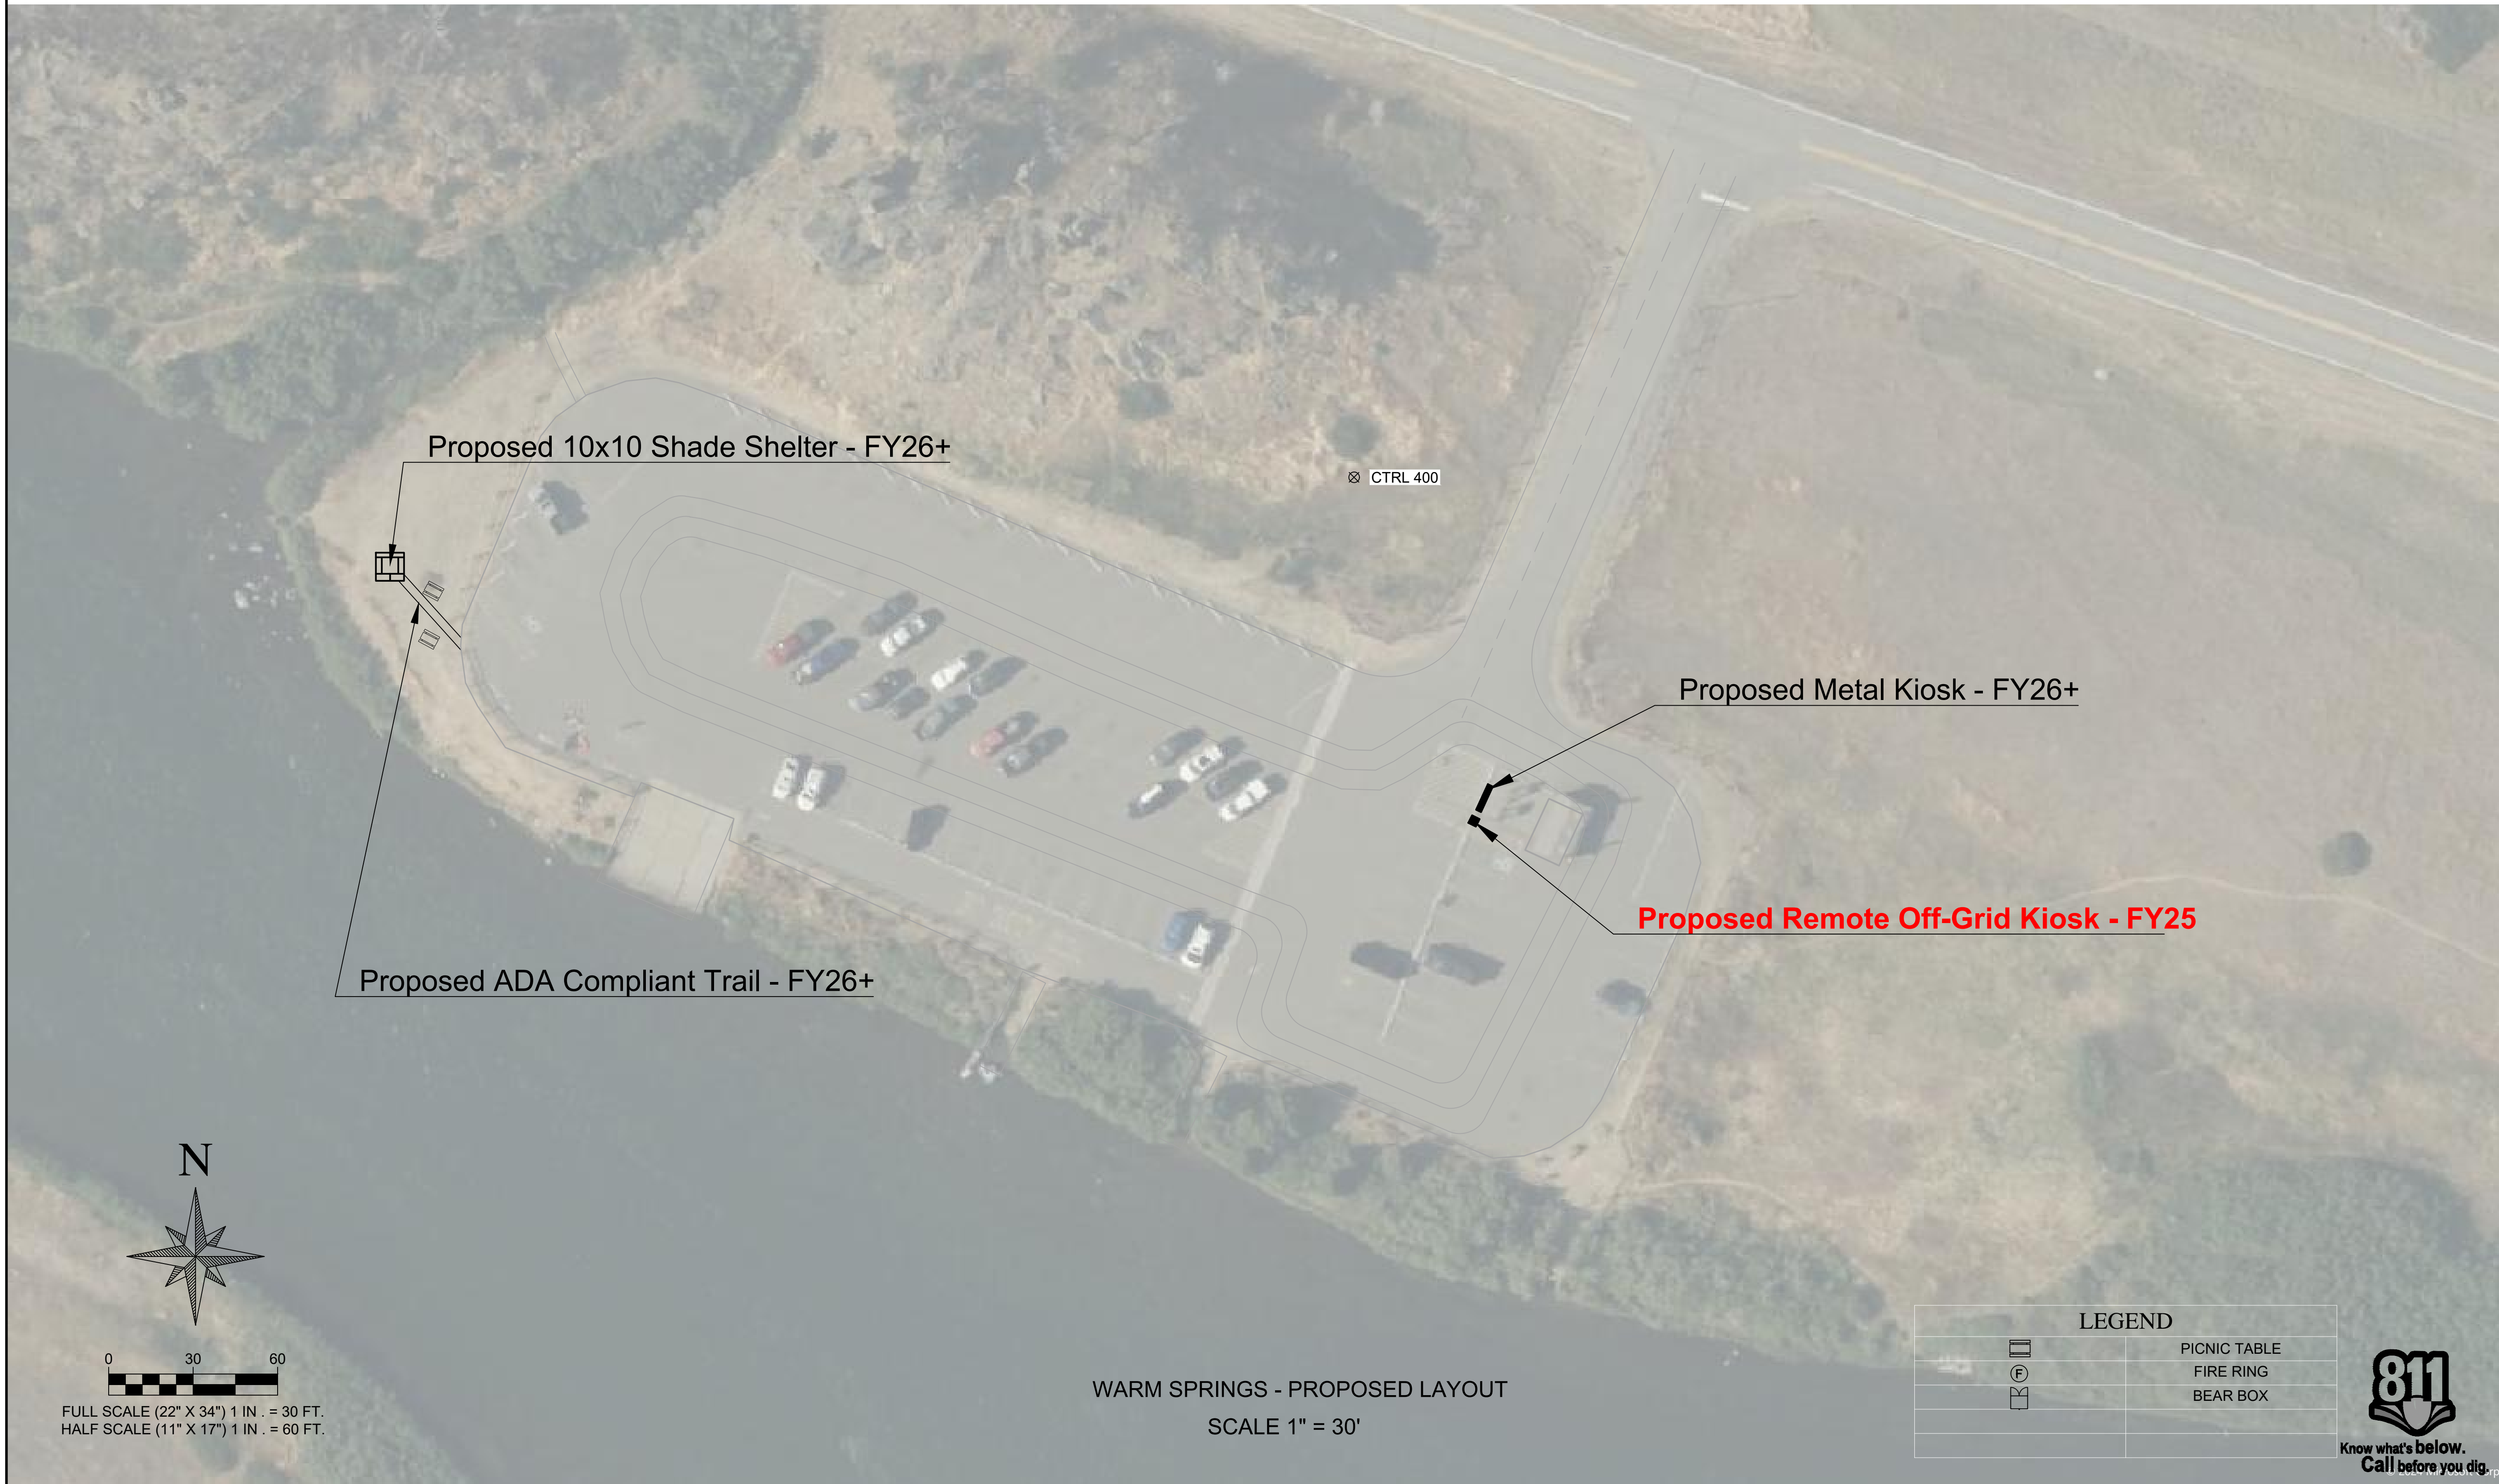 Proposed 10x10 Shade Shelter - FY26+
CTRL 400
Proposed Metal Kiosk - FY26+
Proposed Remote Off-Grid Kiosk - FY25
Proposed ADA Compliant Trail - FY26+
N
0 30 60
FULL SCALE (22" X 34") 1 IN . = 30 FT.
HALF SCALE (11" X 17") 1 IN . = 60 FT.
WARM SPRINGS - PROPOSED LAYOUT
SCALE 1" = 30'
LEGEND
PICNIC TABLE
F FIRE RING
BEAR BOX
811
Know what's below.
Call before you dig.